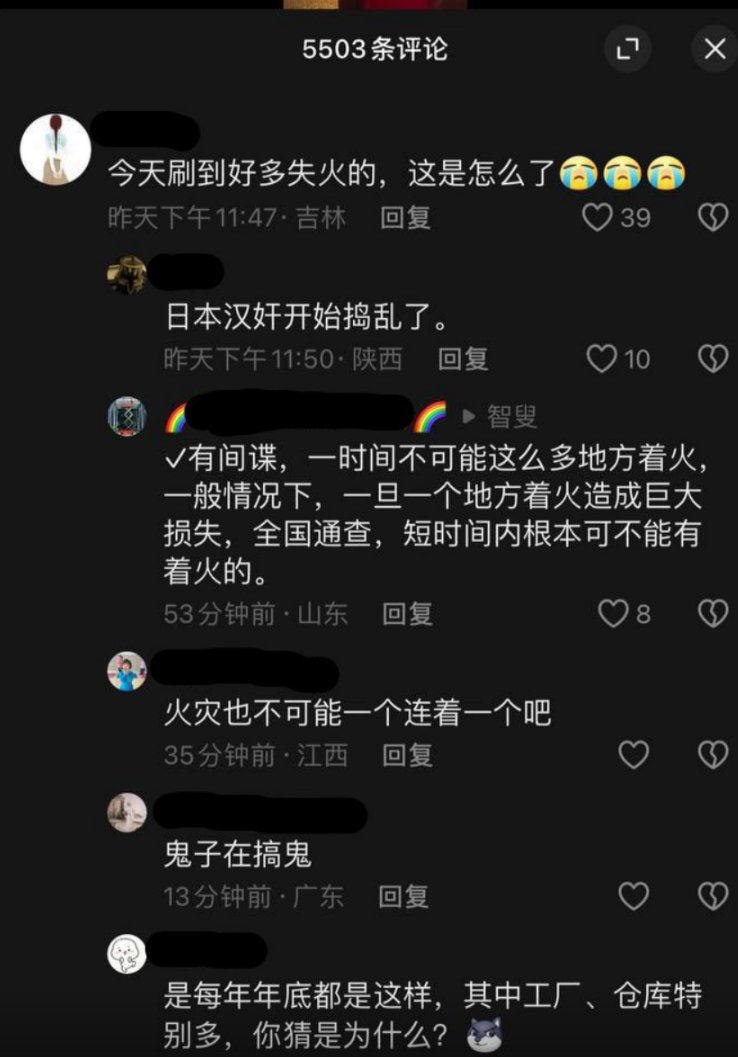 5503条评论
今天刷到好多失火的，这是怎么了😭😭😭
昨天下午11:47·吉林 回复 39
日本汉奸开始捣乱了。
昨天下午11:50·陕西 回复 10
🌈 🌈 ▶ 智叟
✓有间谍，一时间不可能这么多地方着火，
一般情况下，一旦一个地方着火造成巨大
损失，全国通查，短时间内根本可不能有
着火的。
53分钟前·山东 回复 8
火灾也不可能一个连着一个吧
35分钟前·江西 回复
鬼子在搞鬼
13分钟前·广东 回复
是每年年底都是这样，其中工厂、仓库特
别多，你猜是为什么？